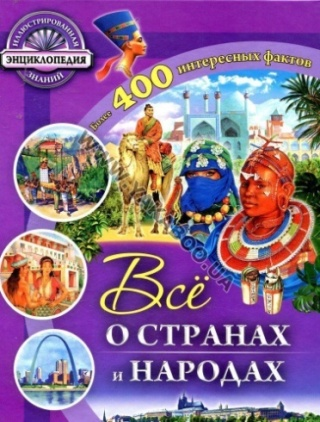 ИЛЛЮСТРИРОВАННАЯ
ЭНЦИКЛОПЕДИЯ
ЗНАНИЙ
Более 400 интересных фактов
Всё
О СТРАНАХ
и НАРОДАХ